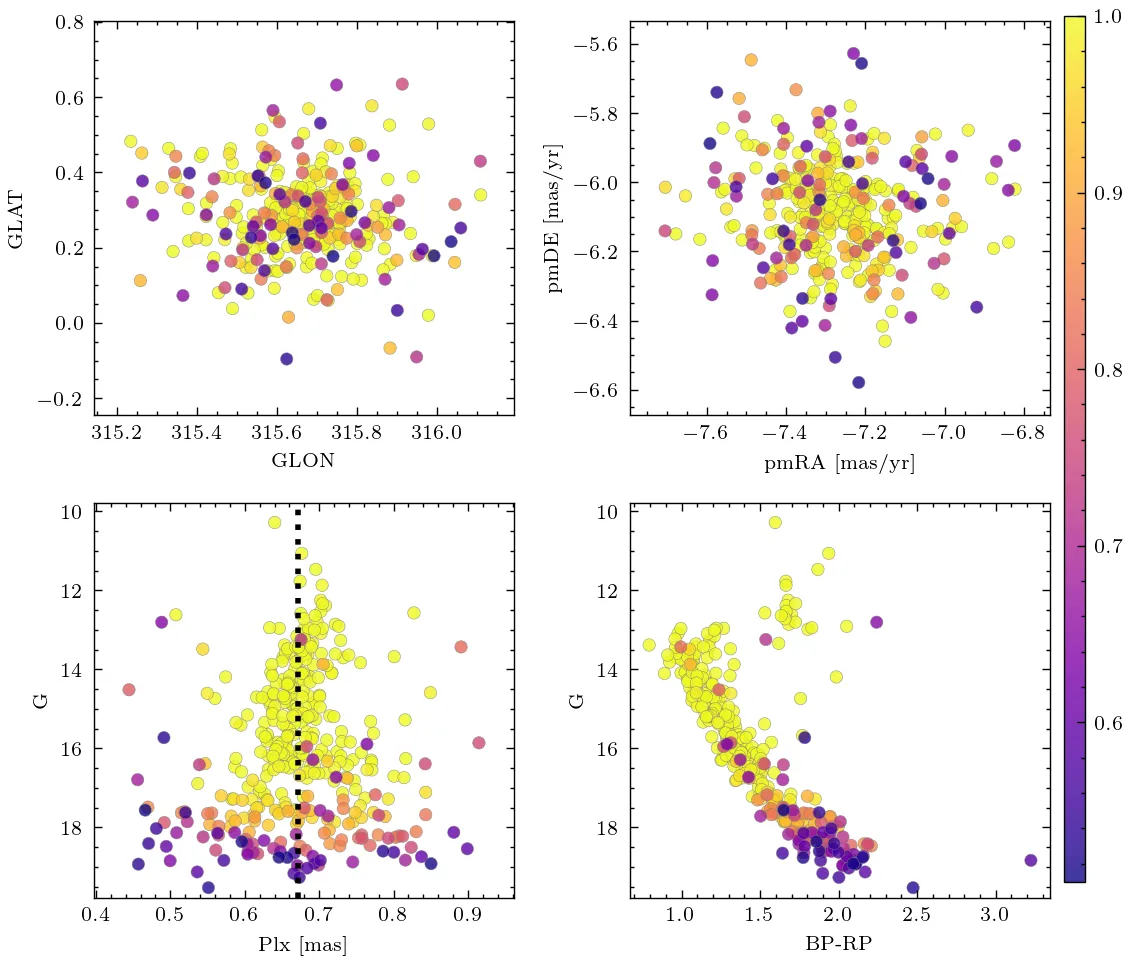 0.8
0.6
0.4
0.2
0.0
−0.2
GLAT
315.2 315.4 315.6 315.8 316.0
GLON
−5.6
−5.8
−6.0
−6.2
−6.4
−6.6
pmDE [mas/yr]
−7.6 −7.4 −7.2 −7.0 −6.8
pmRA [mas/yr]
1.0
0.9
0.8
0.7
0.6
10
12
14
16
18
G
0.4 0.5 0.6 0.7 0.8 0.9
Plx [mas]
10
12
14
16
18
G
1.0 1.5 2.0 2.5 3.0
BP-RP